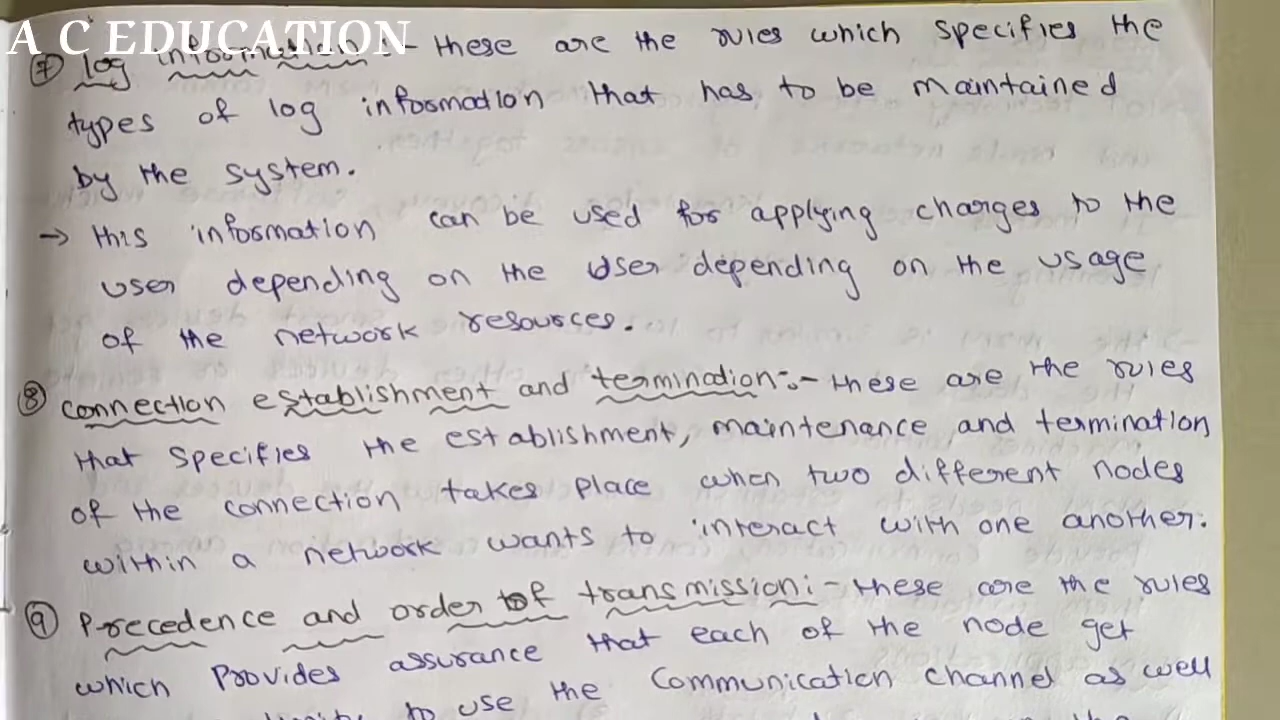 A C EDUCATION
⑦ log information :- these are the rules which specifies the
types of log information that has to be maintained
by the system.
→ this information can be used for applying charges to the
user depending on the user depending on the usage
of the network resources.
⑧ connection establishment and termination:- these are the rules
that specifies the establishment, maintenance and termination
of the connection takes place when two different nodes
within a network wants to interact with one another.
⑨ Precedence and order of transmission:- these are the rules
which provides assurance that each of the node get
to use the communication channel as well